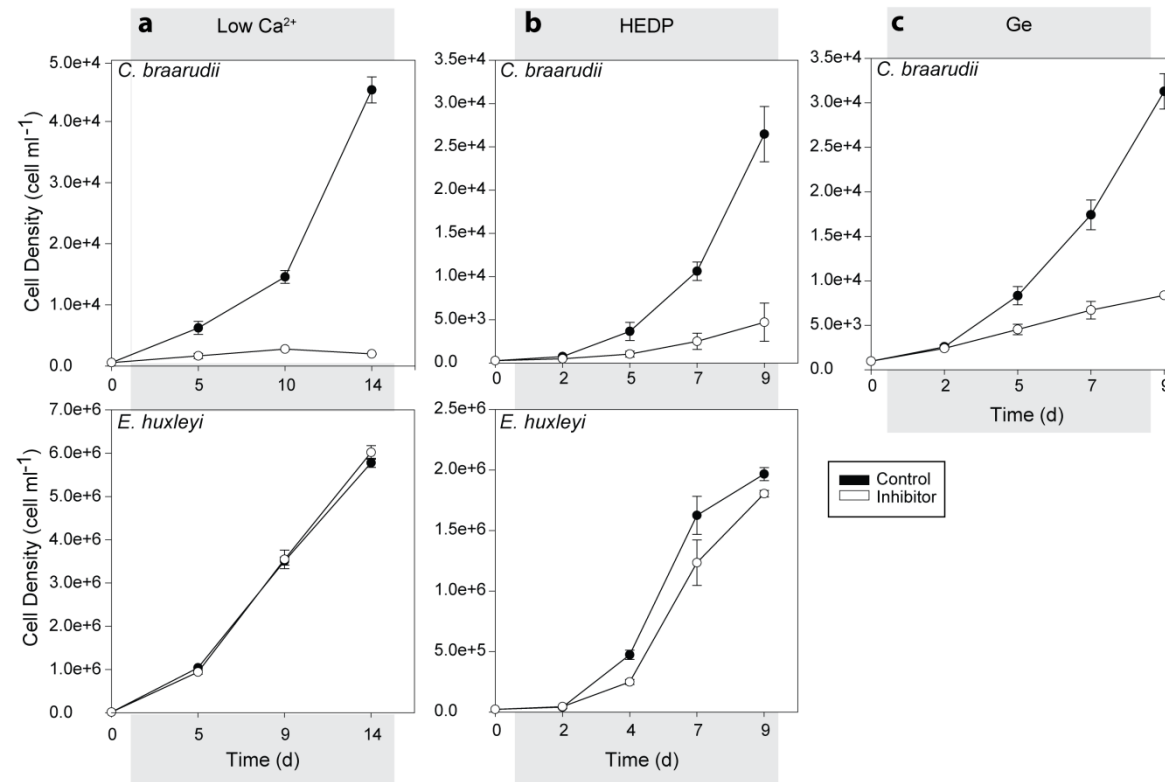 a Low Ca²⁺
b HEDP
c Ge
C. braarudii
5.0e+4
4.0e+4
3.0e+4
2.0e+4
1.0e+4
0.0
0 5 10 14
Cell Density (cell ml⁻¹)
C. braarudii
3.5e+4
3.0e+4
2.5e+4
2.0e+4
1.5e+4
1.0e+4
5.0e+3
0.0
0 2 5 7 9
C. braarudii
3.5e+4
3.0e+4
2.5e+4
2.0e+4
1.5e+4
1.0e+4
5.0e+3
0.0
0 2 5 7 9
Time (d)
E. huxleyi
7.0e+6
6.0e+6
5.0e+6
4.0e+6
3.0e+6
2.0e+6
1.0e+6
0.0
0 5 9 14
Cell Density (cell ml⁻¹)
Time (d)
E. huxleyi
2.5e+6
2.0e+6
1.5e+6
1.0e+6
5.0e+5
0.0
0 2 4 7 9
Time (d)
Control
Inhibitor